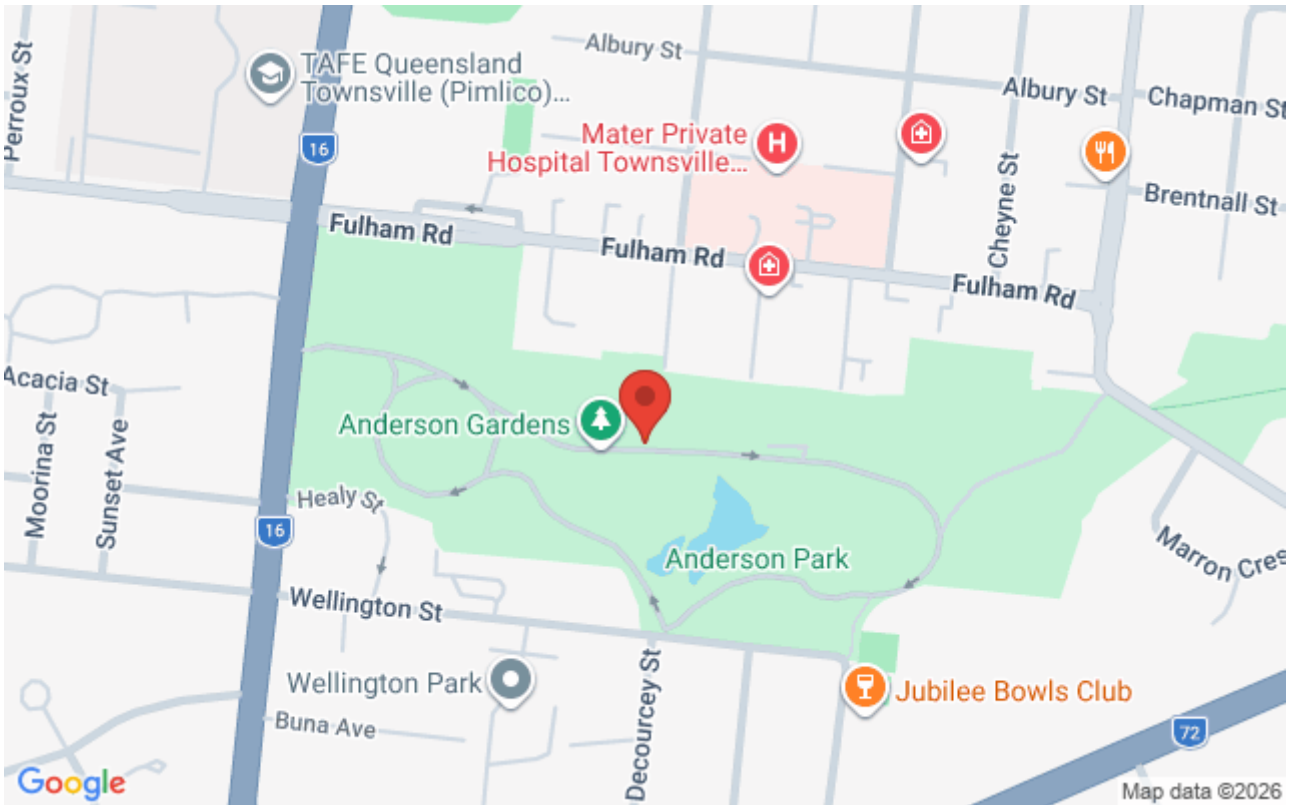 Perroux St
TAFE Queensland
Townsville (Pimlico)...
16
Albury St
Albury St
Chapman St
Mater Private
Hospital Townsville...
H
Cheyne St
Brentnall St
Fulham Rd
Fulham Rd
Fulham Rd
Acacia St
Moorina St
Sunset Ave
Anderson Gardens
Healy St
16
Anderson Park
Marron Cres
Wellington St
Wellington Park
Decourcey St
Jubilee Bowls Club
Buna Ave
72
Google
Map data ©2026